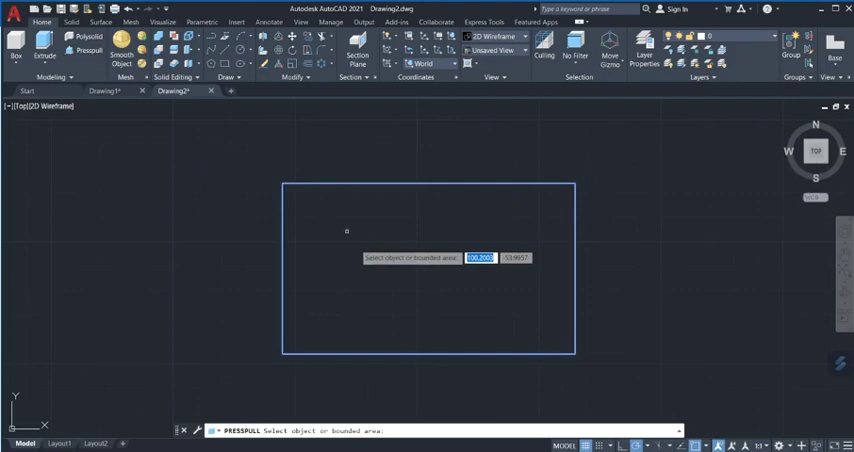 Autodesk AutoCAD 2021 Drawing2.dwg
Type a keyword or phrase
Sign In
Home Solid Surface Mesh Visualize Parametric Insert Annotate View Manage Output Add-ins Collaborate Express Tools Featured Apps
Box
Extrude
Polysolid
Presspull
Smooth
Object
Section
Plane
World
2D Wireframe
Unsaved View
Culling
No Filter
Move
Gizmo
Layer
Properties
0
Group
Base
Modeling Mesh Solid Editing Draw Modify Section Coordinates View Selection Layers Groups View
Start Drawing1* Drawing2*
[−][Top][2D Wireframe]
N
W TOP E
S
Select object or bounded area: 100.2003 53.9957
Y
X
PRESSPULL Select object or bounded area:
Model Layout1 Layout2
MODEL 1:1